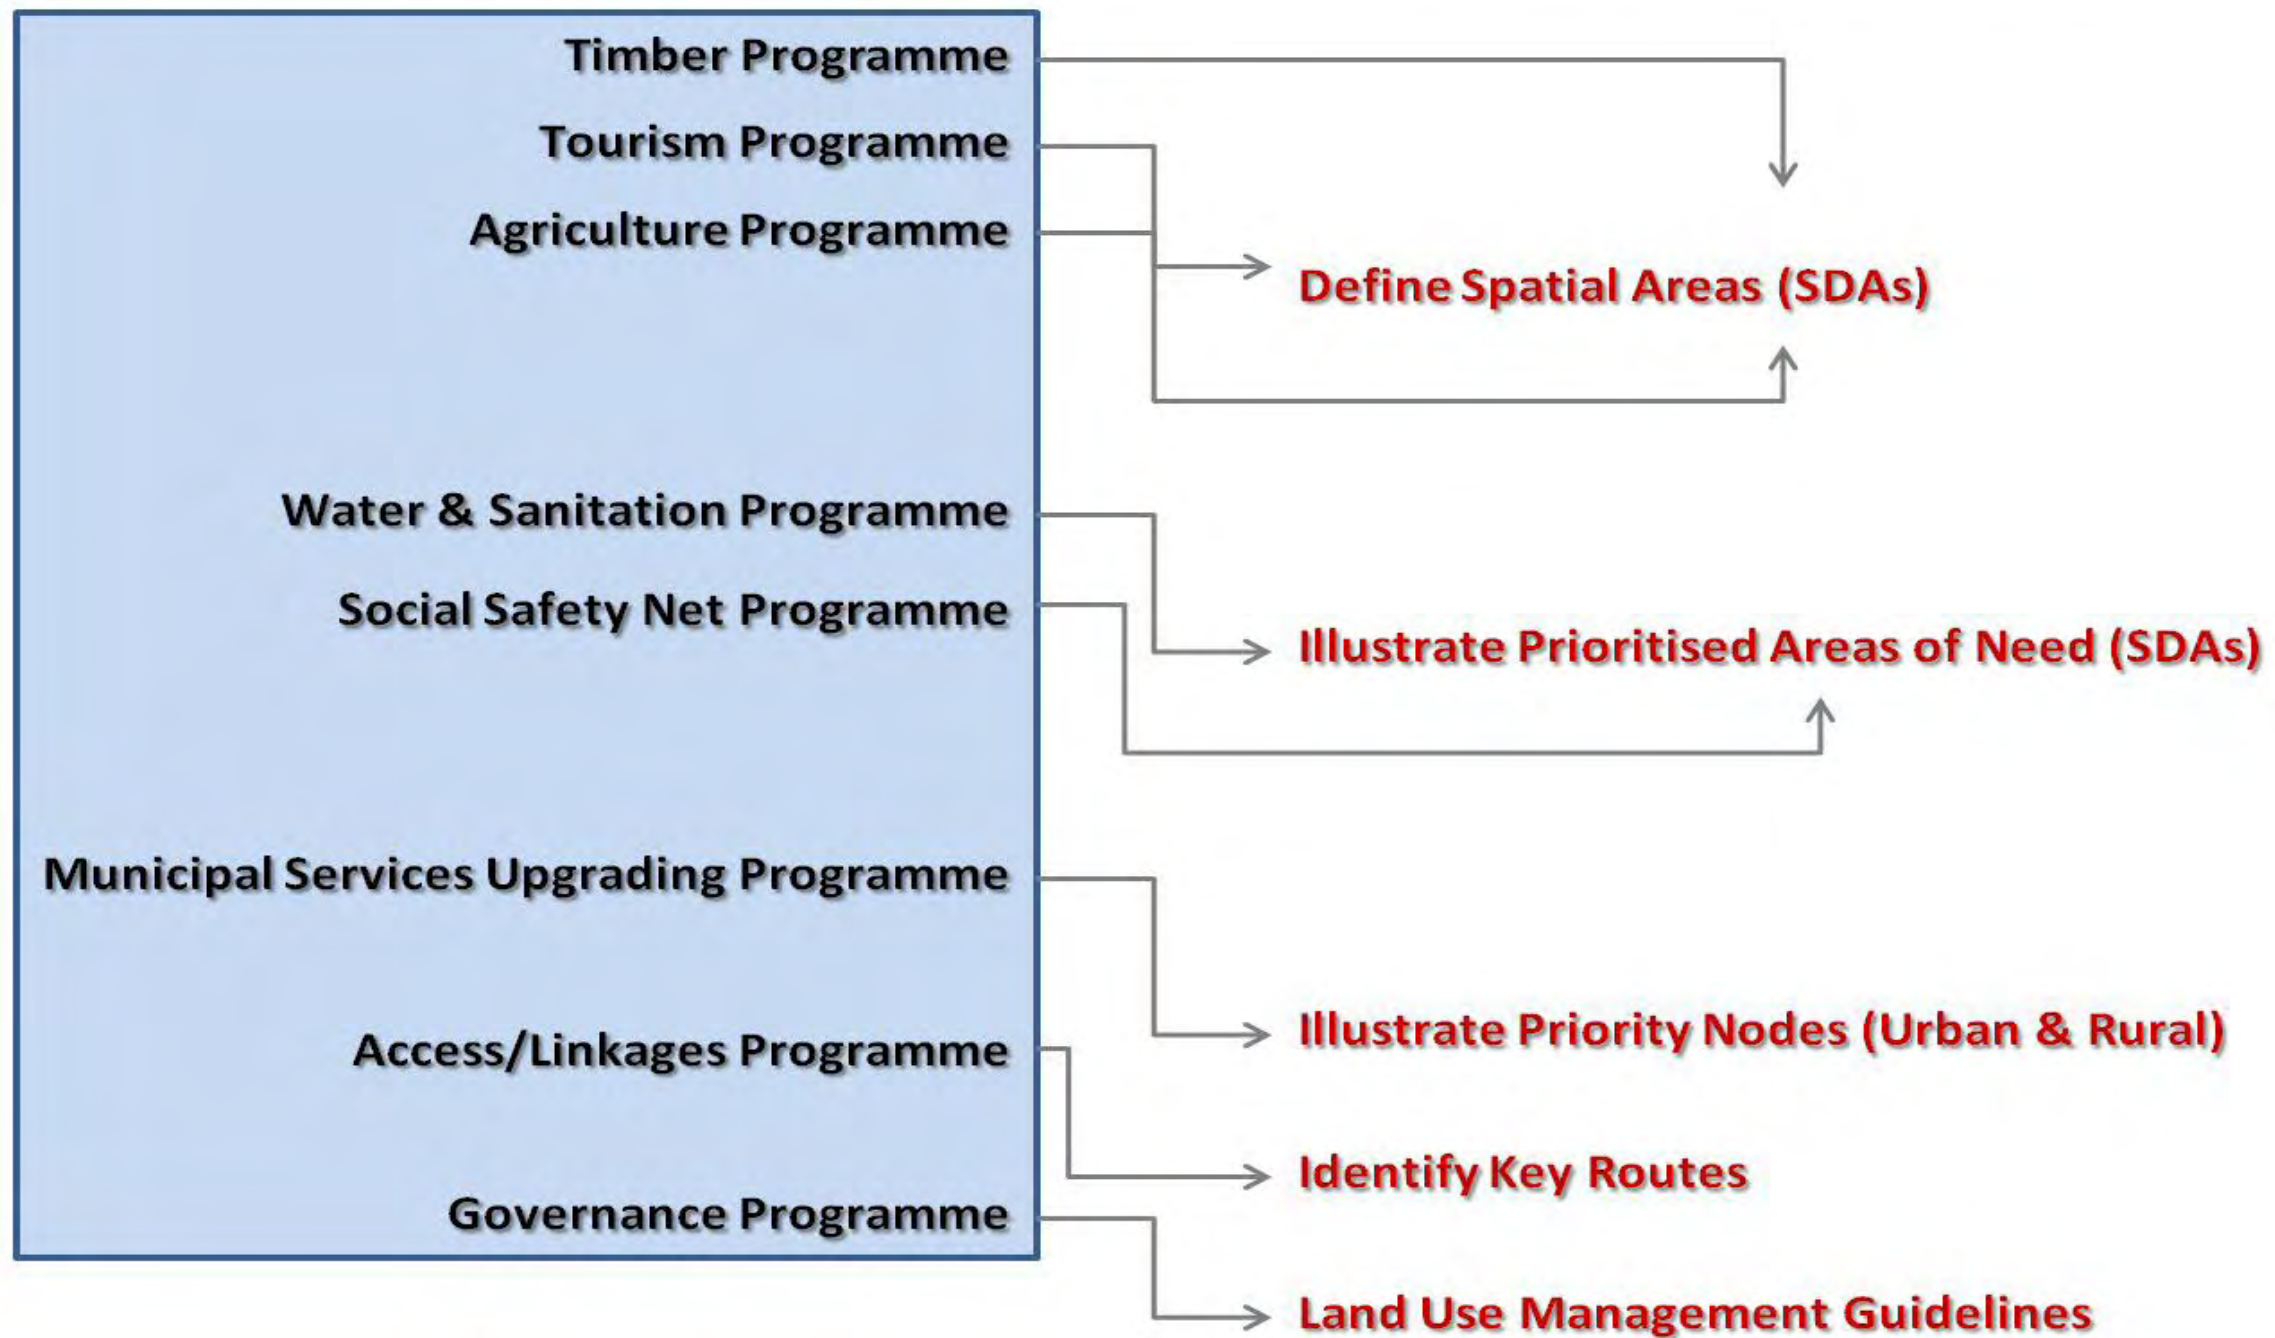 Timber Programme
Tourism Programme
Agriculture Programme
Define Spatial Areas (SDAs)
Water & Sanitation Programme
Social Safety Net Programme
Illustrate Prioritised Areas of Need (SDAs)
Municipal Services Upgrading Programme
Illustrate Priority Nodes (Urban & Rural)
Access/Linkages Programme
Identify Key Routes
Governance Programme
Land Use Management Guidelines